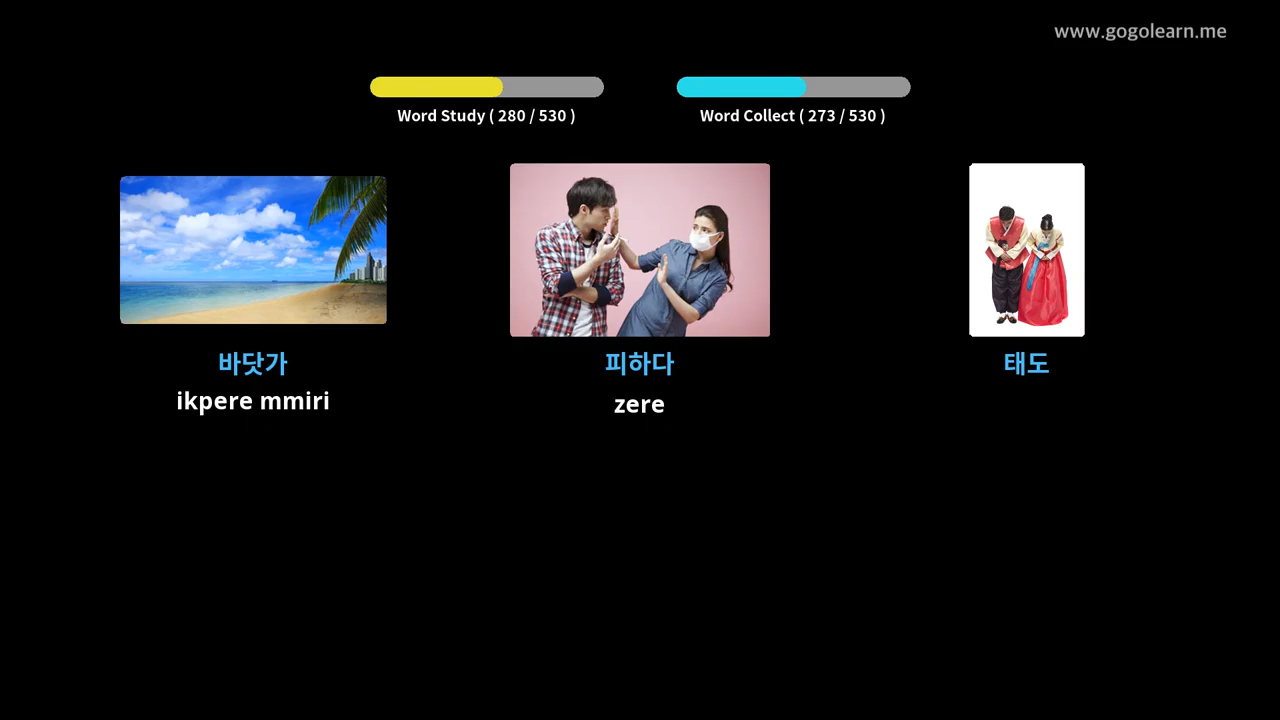 www.gogolearn.me
Word Study ( 280 / 530 )
Word Collect ( 273 / 530 )
바닷가
ikpere mmiri
피하다
zere
태도